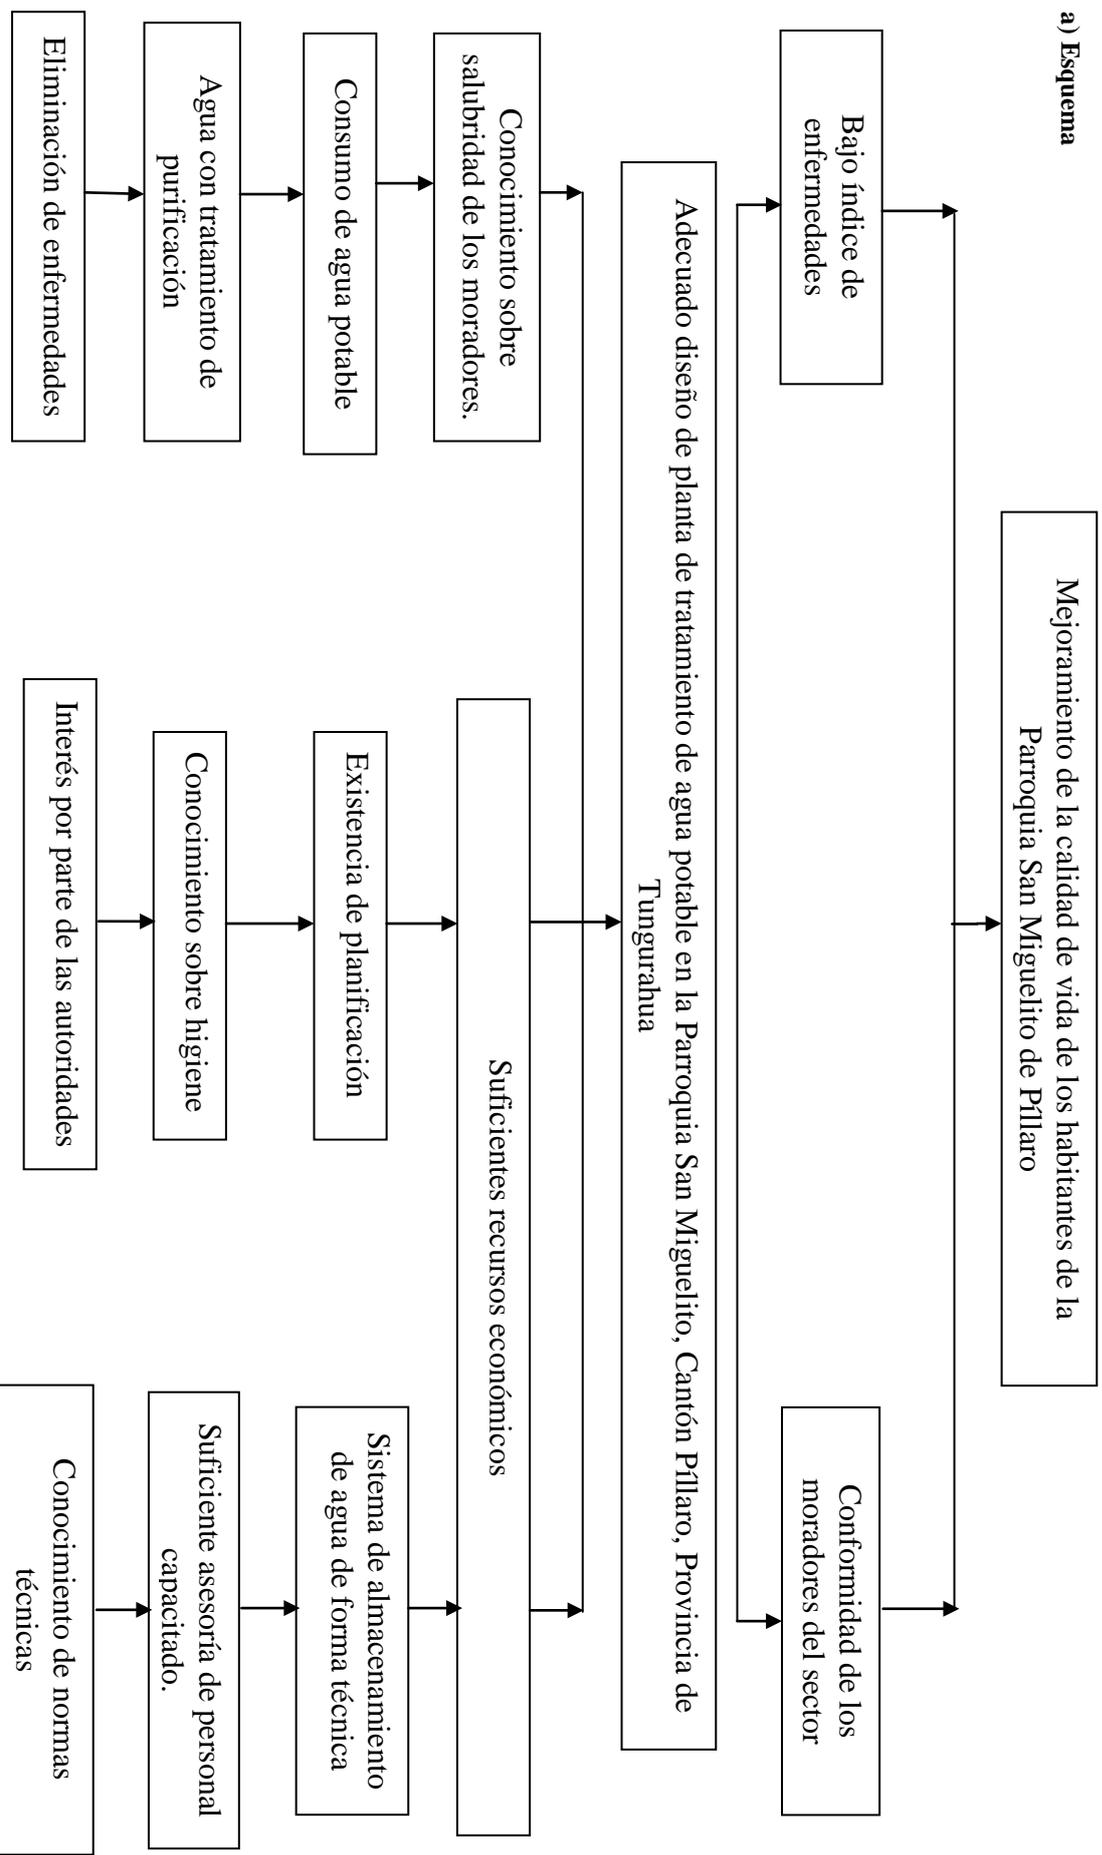 a) Esquema
Mejoramiento de la calidad de vida de los habitantes de la
Parroquia San Miguelito de Píllaro
Bajo índice de
enfermedades
Conformidad de los
moradores del sector
Adecuado diseño de planta de tratamiento de agua potable en la Parroquia San Miguelito, Cantón Píllaro, Provincia de
Tungurahua
Conocimiento sobre
salubridad de los moradores.
Suficientes recursos económicos
Consumo de agua potable
Existencia de planificación
Sistema de almacenamiento
de agua de forma técnica
Agua con tratamiento de
purificación
Conocimiento sobre higiene
Suficiente asesoría de personal
capacitado.
Eliminación de enfermedades
Interés por parte de las autoridades
Conocimiento de normas
técnicas